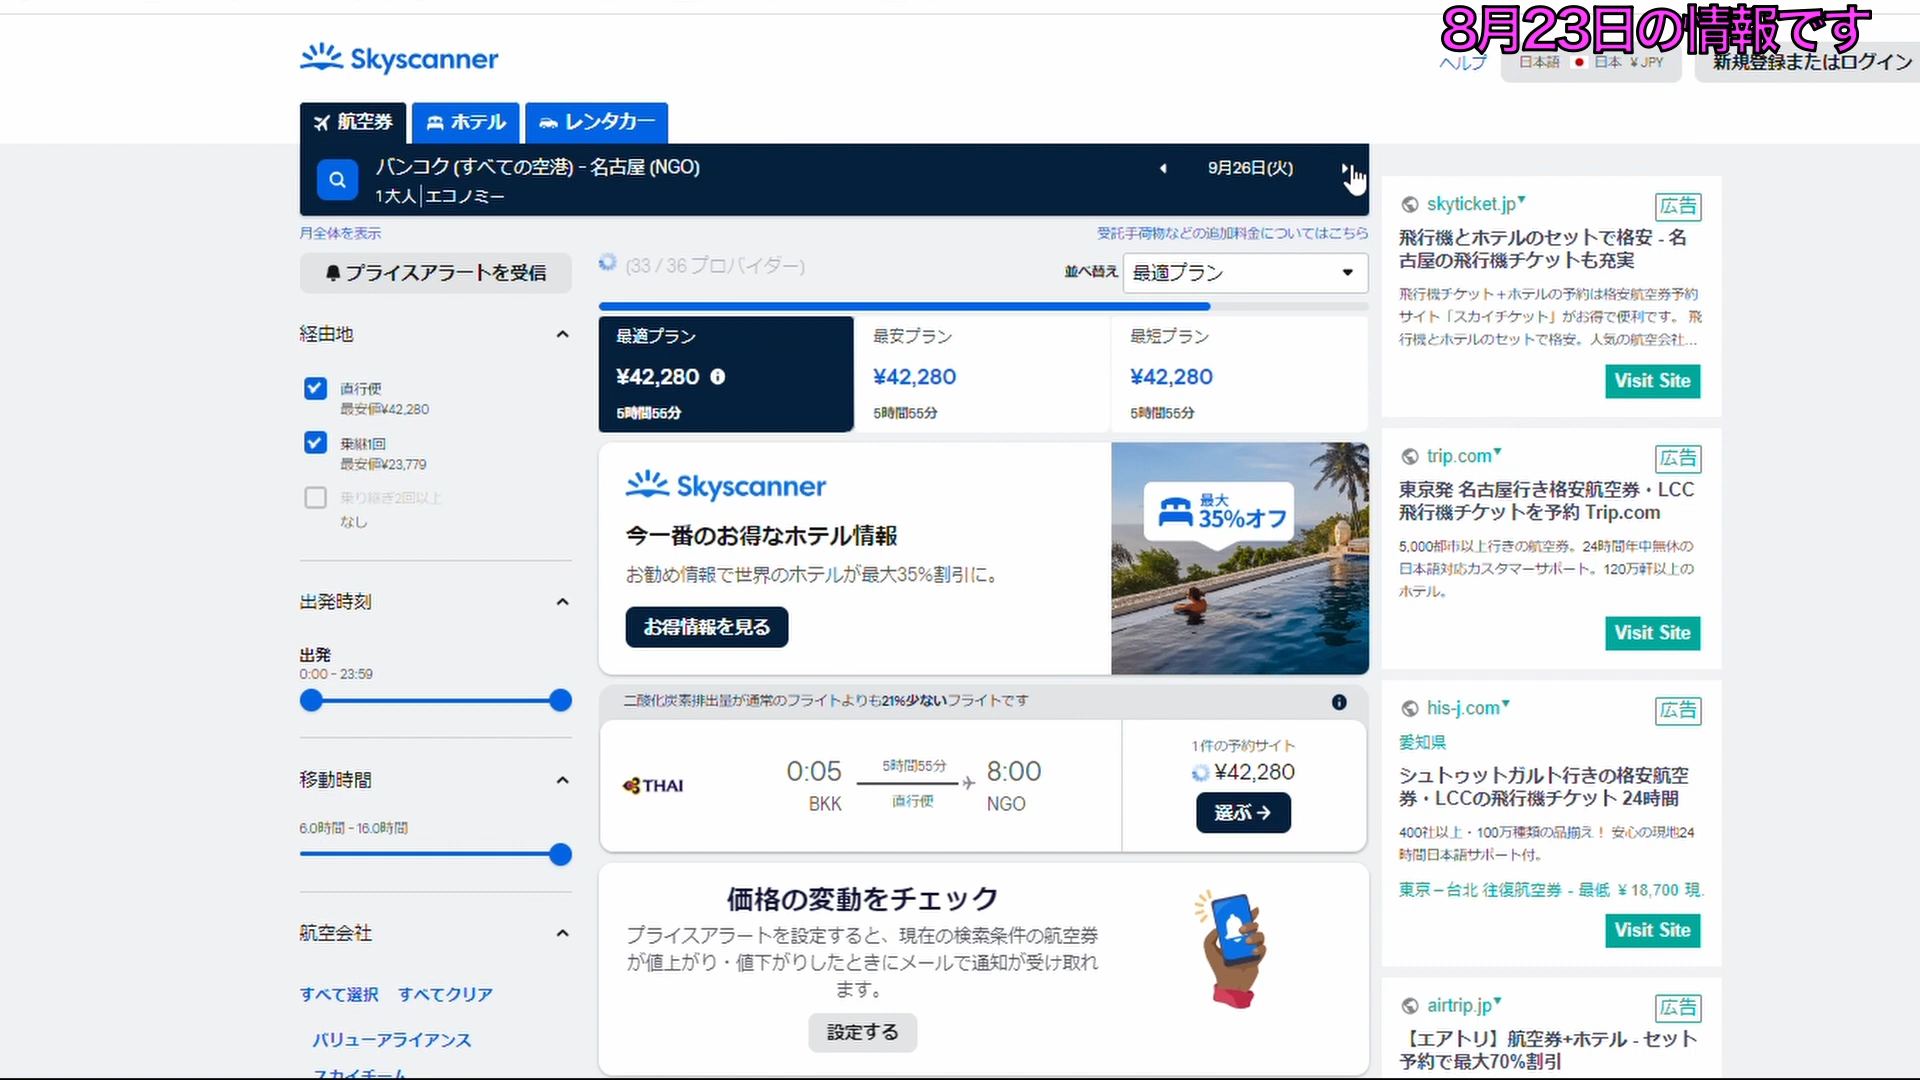 8月23日の情報です
Skyscanner
ヘルプ
日本語 日本 ¥ JPY
新規登録またはログイン
航空券
ホテル
レンタカー
バンコク (すべての空港) - 名古屋 (NGO)
1大人 | エコノミー
9月26日(火)
月全体を表示
受託手荷物などの追加料金についてはこちら
プライスアラートを受信
(33 / 36 プロバイダー)
並べ替え
最適プラン
経由地
直行便
最安値¥42,280
乗継1回
最安値¥23,779
乗り継ぎ2回以上
なし
出発時刻
出発
0:00 - 23:59
移動時間
6.0時間 - 16.0時間
航空会社
すべて選択 すべてクリア
バリューアライアンス
スカイチーム
最適プラン
¥42,280
5時間55分
最安プラン
¥42,280
5時間55分
最短プラン
¥42,280
5時間55分
Skyscanner
今一番のお得なホテル情報
お勧め情報で世界のホテルが最大35%割引に。
お得情報を見る
最大
35%オフ
二酸化炭素排出量が通常のフライトよりも21%少ないフライトです
THAI
0:05
BKK
5時間55分
直行便
8:00
NGO
1件の予約サイト
¥42,280
選ぶ→
価格の変動をチェック
プライスアラートを設定すると、現在の検索条件の航空券
が値上がり・値下がりしたときにメールで通知が受け取れ
ます。
設定する
skyticket.jp
広告
飛行機とホテルのセットで格安 - 名
古屋の飛行機チケットも充実
飛行機チケット＋ホテルの予約は格安航空券予約
サイト「スカイチケット」がお得で便利です。 飛
行機とホテルのセットで格安。人気の航空会社...
Visit Site
trip.com
広告
東京発 名古屋行き格安航空券・LCC
飛行機チケットを予約 Trip.com
5,000都市以上行きの航空券。24時間年中無休の
日本語対応カスタマーサポート。120万軒以上の
ホテル。
Visit Site
his-j.com
広告
愛知県
シュトゥットガルト行きの格安航空
券・LCCの飛行機チケット 24時間
400社以上・100万種類の品揃え！ 安心の現地24
時間日本語サポート付。
東京－台北 往復航空券 - 最低 ¥ 18,700 現.
Visit Site
airtrip.jp
広告
【エアトリ】航空券+ホテル - セット
予約で最大70%割引